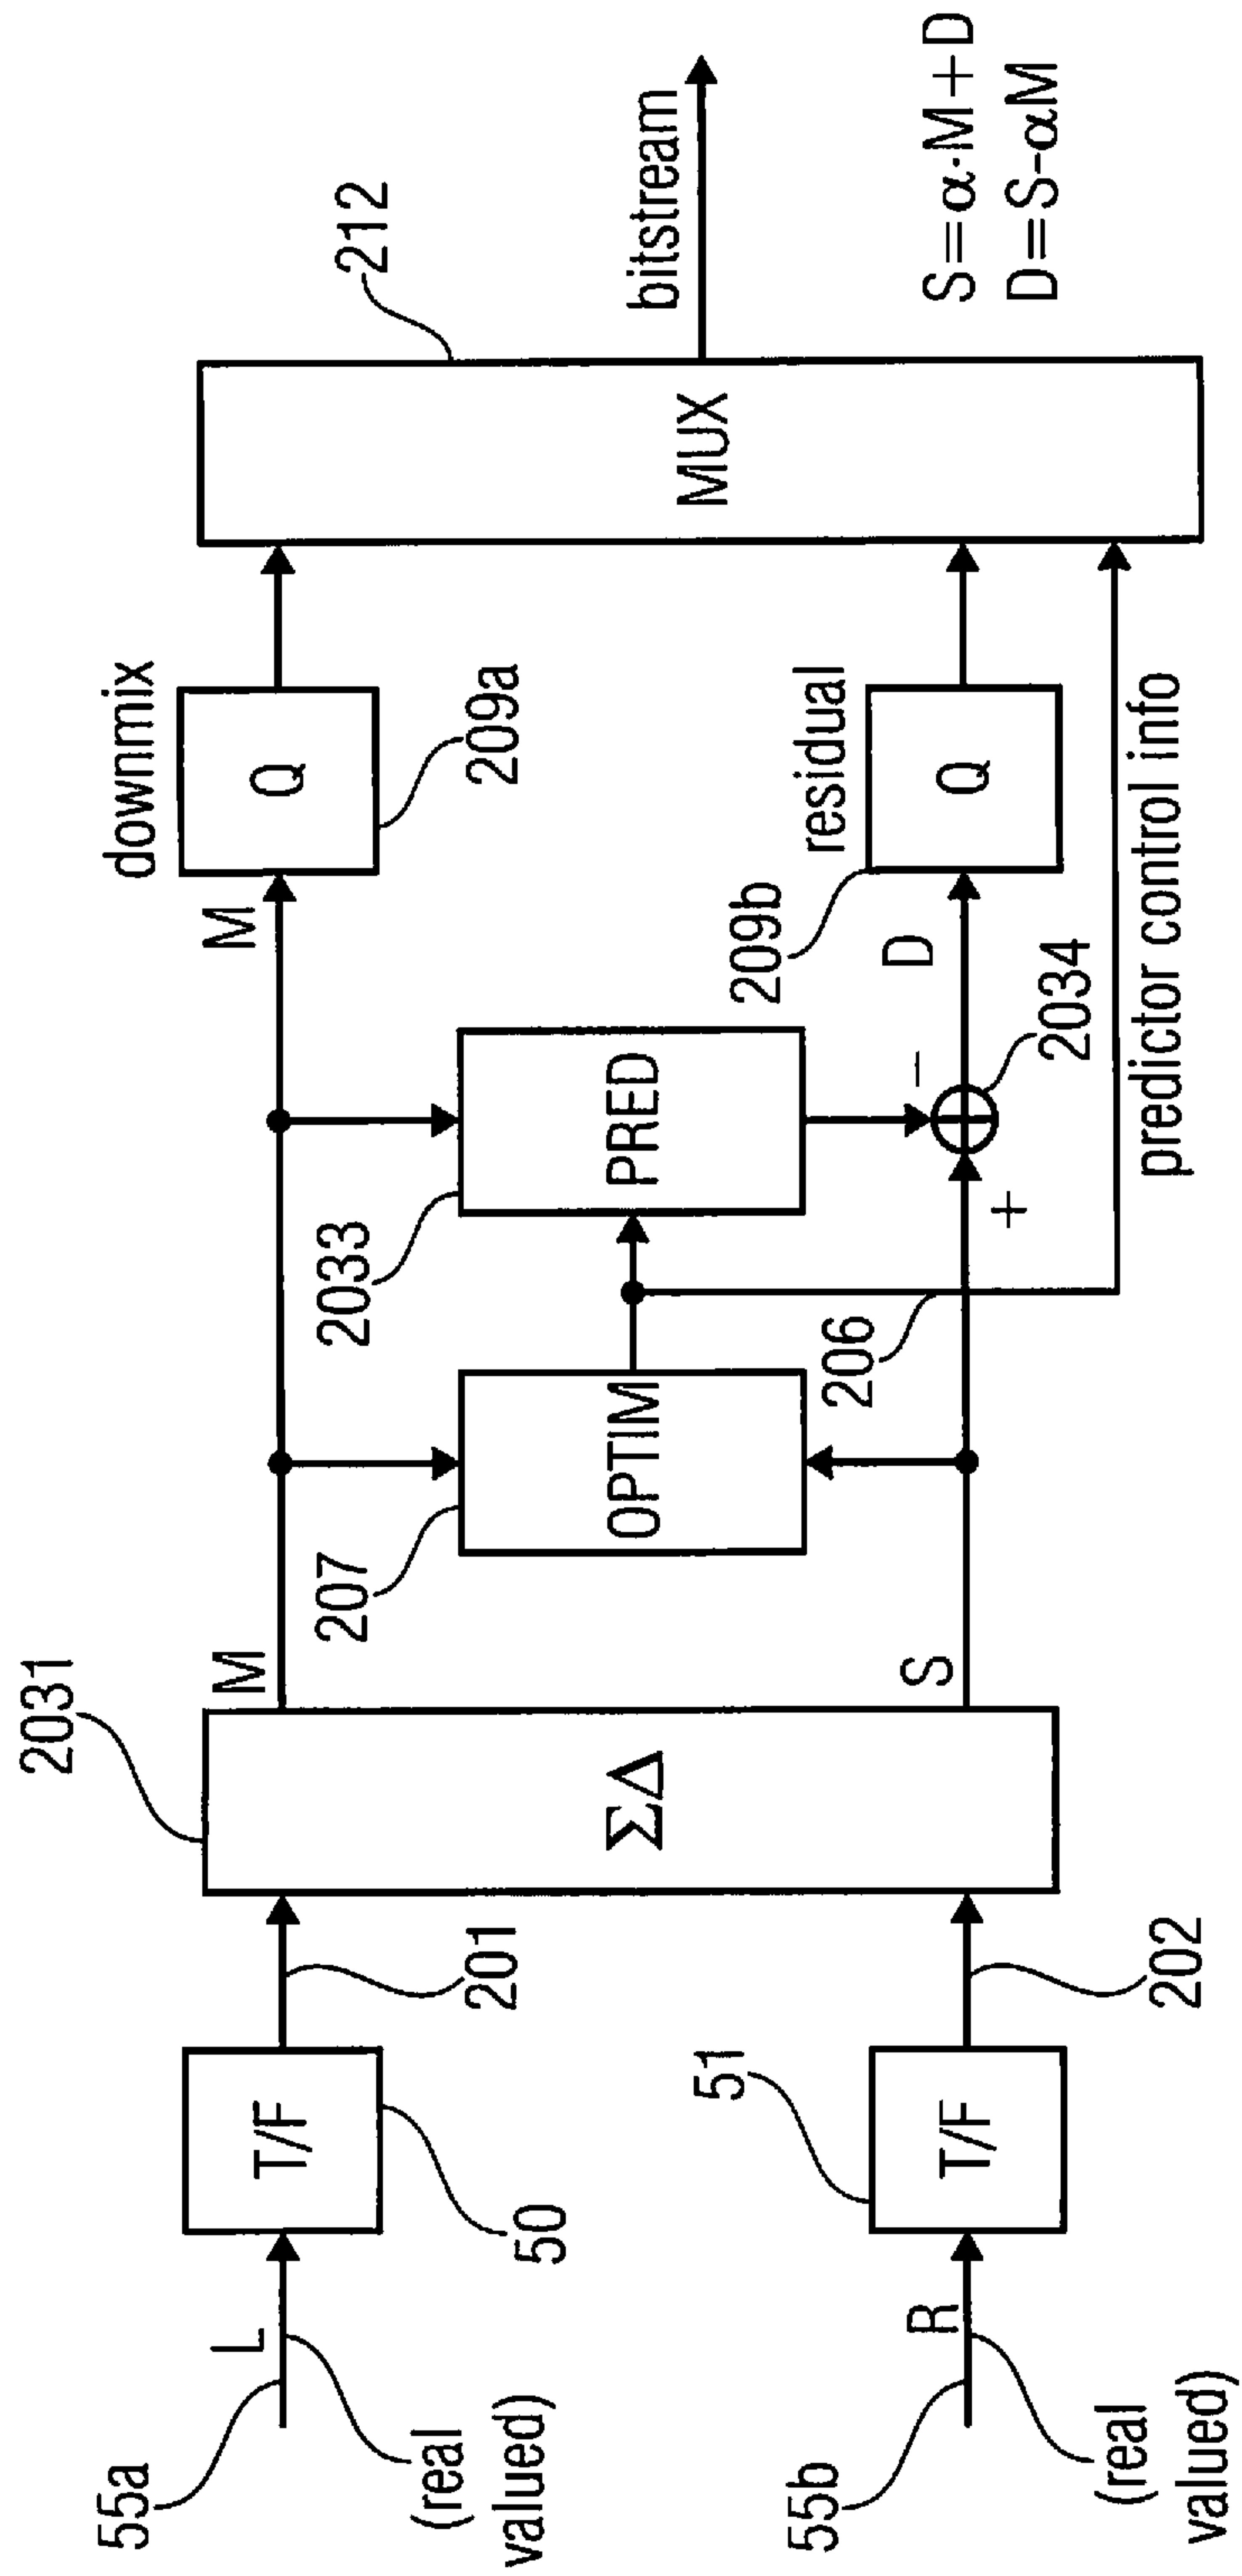 55a
L
(real
valued)
T/F
50
201
2031
ΣΔ
M
207
OPTIM
2033
PRED
M
downmix
Q
209a
212
MUX
bitstream
55b
R
(real
valued)
51
T/F
202
S
206
+
-
2034
D
209b
residual
Q
predictor control info
S=α·M+D
D=S-αM